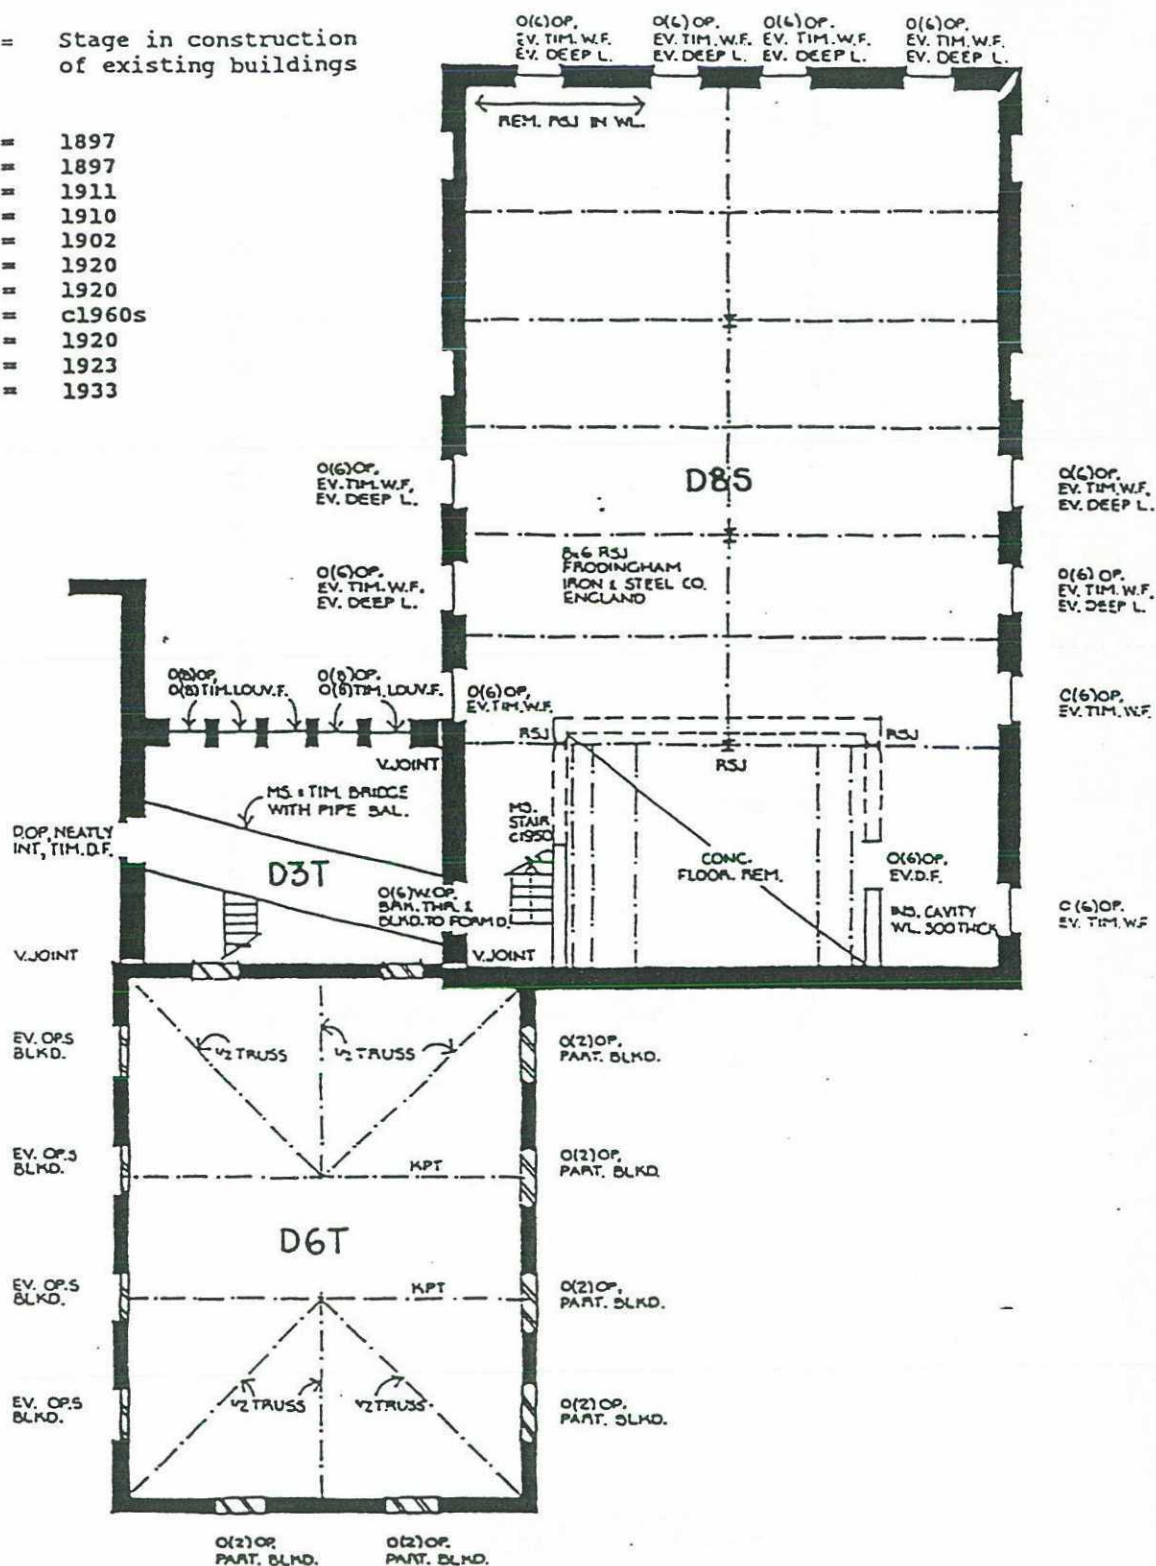 = Stage in construction
of existing buildings
= 1897
= 1897
= 1911
= 1910
= 1902
= 1920
= 1920
= c1960s
= 1920
= 1923
= 1933
O(6)OP,
EV. TIM. W.F.
EV. DEEP L.
O(6)OP,
EV. TIM. W.F.
EV. DEEP L.
O(6)OP,
EV. TIM. W.F.
EV. DEEP L.
O(6)OP,
EV. TIM. W.F.
EV. DEEP L.
REM. RSJ IN WL.
D8S
O(6)OP,
EV. TIM. W.F.
EV. DEEP L.
O(6)OP,
EV. TIM. W.F.
EV. DEEP L.
8x6 RSJ
FRODINGHAM
IRON & STEEL CO.
ENGLAND
O(6)OP,
EV. TIM. W.F.
EV. DEEP L.
O(6) OP,
EV. TIM. W.F.
EV. DEEP L.
O(8)OP,
O(8)TIM. LOUV. F.
O(8)OP,
O(8)TIM. LOUV. F.
O(6)OP,
EV. TIM. W.F.
C(6)OP,
EV. TIM. W.F.
RSJ
RSJ
RSJ
V.JOINT
MS. & TIM. BRIDGE
WITH PIPE BAL.
MS.
STAIR
c1950
D.OP, NEATLY
INT, TIM. D.F.
D3T
CONC.
FLOOR REM.
O(6)OP,
EV. D.F.
O(6)W.OP,
BRK. THR. &
BLKD. TO FORM D.
INS. CAVITY
WL. 300 THCK
C(6)OP,
EV. TIM. W.F
V.JOINT
V.JOINT
EV. OP.S
BLKD.
1/2 TRUSS
1/2 TRUSS
O(2)OP,
PART. BLKD.
EV. OP.S
BLKD.
KPT
O(2)OP,
PART. BLKD
D6T
EV. OP.S
BLKD.
KPT
O(2)OP,
PART. BLKD.
EV. OP.S
BLKD.
1/2 TRUSS
1/2 TRUSS
O(2)OP,
PART. BLKD.
O(2)OP,
PART. BLKD.
O(2)OP,
PART. BLKD.